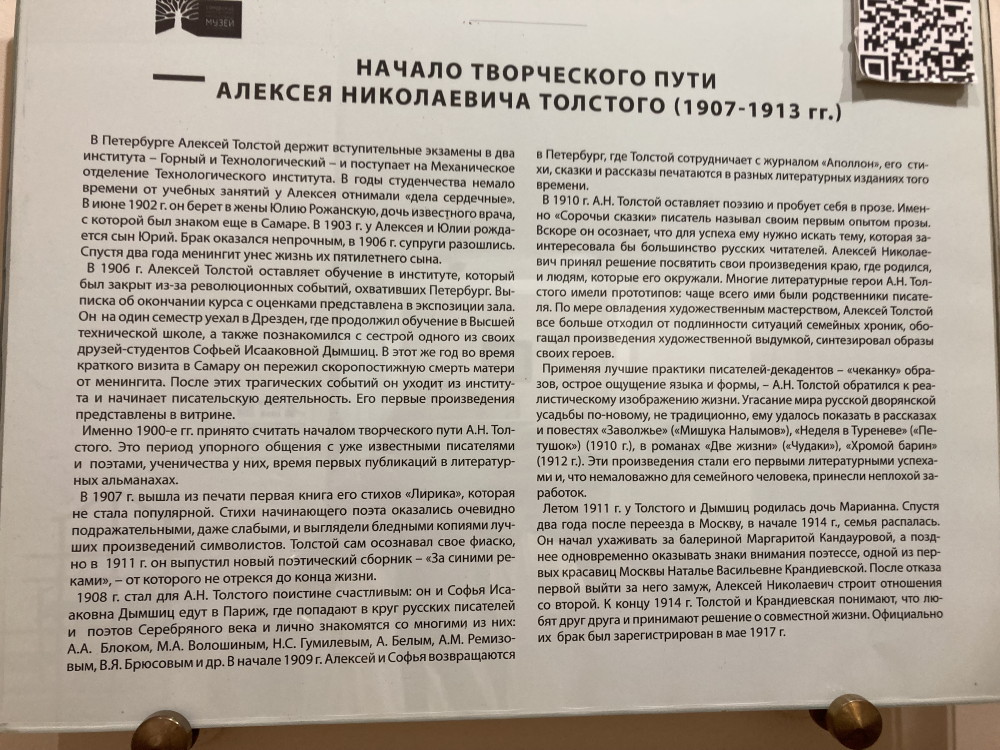 МУЗЕЙ
НАЧАЛО ТВОРЧЕСКОГО ПУТИ
АЛЕКСЕЯ НИКОЛАЕВИЧА ТОЛСТОГО (1907-1913 гг.)
В Петербурге Алексей Толстой держит вступительные экзамены в два
института – Горный и Технологический – и поступает на Механическое
отделение Технологического института. В годы студенчества немало
времени от учебных занятий у Алексея отнимали «дела сердечные».
В июне 1902 г. он берет в жены Юлию Рожанскую, дочь известного врача,
с которой был знаком еще в Самаре. В 1903 г. у Алексея и Юлии рожда-
ется сын Юрий. Брак оказался непрочным, в 1906 г. супруги разошлись.
Спустя два года менингит унес жизнь их пятилетнего сына.
В 1906 г. Алексей Толстой оставляет обучение в институте, который
был закрыт из-за революционных событий, охвативших Петербург. Вы-
писка об окончании курса с оценками представлена в экспозиции зала.
Он на один семестр уехал в Дрезден, где продолжил обучение в Высшей
технической школе, а также познакомился с сестрой одного из своих
друзей-студентов Софьей Исааковной Дымшиц. В этот же год во время
краткого визита в Самару он пережил скоропостижную смерть матери
от менингита. После этих трагических событий он уходит из институ-
та и начинает писательскую деятельность. Его первые произведения
представлены в витрине.
Именно 1900-е гг. принято считать началом творческого пути А.Н. Тол-
стого. Это период упорного общения с уже известными писателями
и поэтами, ученичества у них, время первых публикаций в литератур-
ных альманахах.
В 1907 г. вышла из печати первая книга его стихов «Лирика», которая
не стала популярной. Стихи начинающего поэта оказались очевидно
подражательными, даже слабыми, и выглядели бледными копиями луч-
ших произведений символистов. Толстой сам осознавал свое фиаско,
но в 1911 г. он выпустил новый поэтический сборник – «За синими ре-
ками», – от которого не отрекся до конца жизни.
1908 г. стал для А.Н. Толстого поистине счастливым: он и Софья Иса-
аковна Дымшиц едут в Париж, где попадают в круг русских писателей
и поэтов Серебряного века и лично знакомятся со многими из них:
А.А. Блоком, М.А. Волошиным, Н.С. Гумилевым, А. Белым, А.М. Ремизо-
вым, В.Я. Брюсовым и др. В начале 1909 г. Алексей и Софья возвращаются
в Петербург, где Толстой сотрудничает с журналом «Аполлон», его сти-
хи, сказки и рассказы печатаются в разных литературных изданиях того
времени.
В 1910 г. А.Н. Толстой оставляет поэзию и пробует себя в прозе. Имен-
но «Сорочьи сказки» писатель называл своим первым опытом прозы.
Вскоре он осознает, что для успеха ему нужно искать тему, которая за-
интересовала бы большинство русских читателей. Алексей Николае-
вич принял решение посвятить свои произведения краю, где родился,
и людям, которые его окружали. Многие литературные герои А.Н. Тол-
стого имели прототипов: чаще всего ими были родственники писате-
ля. По мере овладения художественным мастерством, Алексей Толстой
все больше отходил от подлинности ситуаций семейных хроник, обо-
гащал произведения художественной выдумкой, синтезировал образы
своих героев.
Применяя лучшие практики писателей-декадентов – «чеканку» обра-
зов, острое ощущение языка и формы, – А.Н. Толстой обратился к реа-
листическому изображению жизни. Угасание мира русской дворянской
усадьбы по-новому, не традиционно, ему удалось показать в рассказах
и повестях «Заволжье» («Мишука Налымов»), «Неделя в Туреневе» («Пе-
тушок») (1910 г.), в романах «Две жизни» («Чудаки»), «Хромой барин»
(1912 г.). Эти произведения стали его первыми литературными успеха-
ми и, что немаловажно для семейного человека, принесли неплохой за-
работок.
Летом 1911 г. у Толстого и Дымшиц родилась дочь Марианна. Спустя
два года после переезда в Москву, в начале 1914 г., семья распалась.
Он начал ухаживать за балериной Маргаритой Кандауровой, а позд-
нее одновременно оказывать знаки внимания поэтессе, одной из пер-
вых красавиц Москвы Наталье Васильевне Крандиевской. После отказа
первой выйти за него замуж, Алексей Николаевич строит отношения
со второй. К концу 1914 г. Толстой и Крандиевская понимают, что лю-
бят друг друга и принимают решение о совместной жизни. Официально
их брак был зарегистрирован в мае 1917 г.